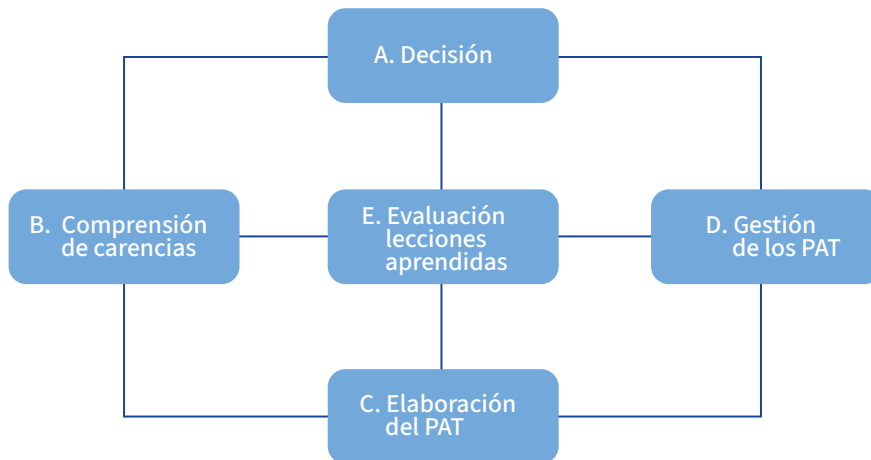 A. Decisión
B. Comprensión
de carencias
E. Evaluación
lecciones
aprendidas
D. Gestión
de los PAT
C. Elaboración
del PAT